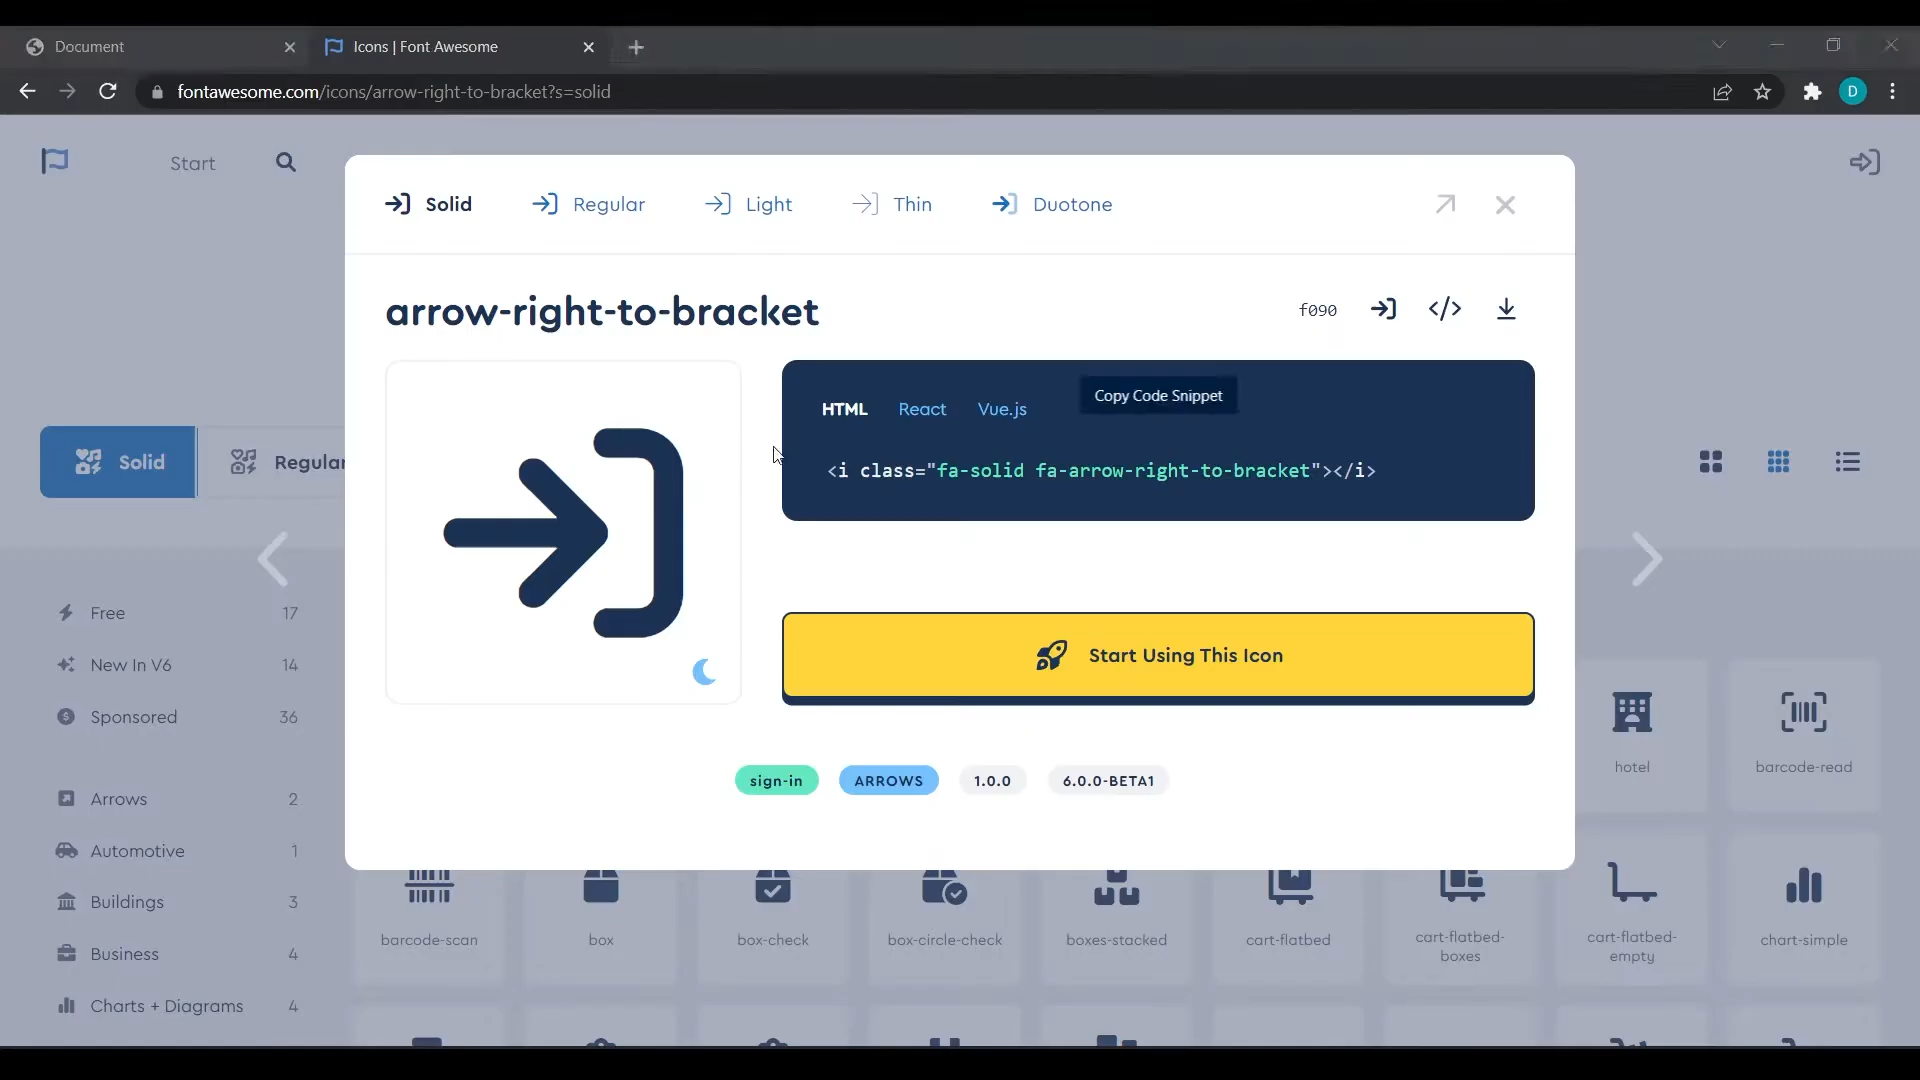 Document
Icons | Font Awesome
fontawesome.com/icons/arrow-right-to-bracket?s=solid
D
Start
Solid
Regular
Light
Thin
Duotone
arrow-right-to-bracket
f090
HTML
React
Vue.js
Copy Code Snippet
<i class="fa-solid fa-arrow-right-to-bracket"></i>
Start Using This Icon
sign-in
ARROWS
1.0.0
6.0.0-BETA1
Solid
Regular
Free 17
New In V6 14
Sponsored 36
Arrows 2
Automotive 1
Buildings 3
Business 4
Charts + Diagrams 4
hotel
barcode-read
barcode-scan
box
box-check
box-circle-check
boxes-stacked
cart-flatbed
cart-flatbed-
boxes
cart-flatbed-
empty
chart-simple